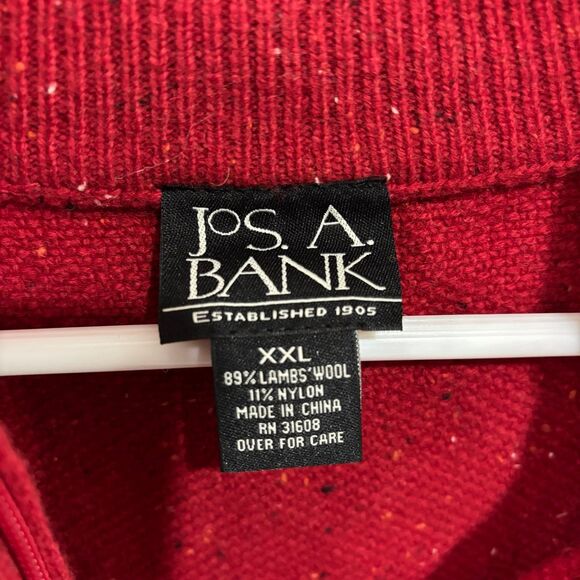 JOS. A.
BANK
ESTABLISHED 1905
XXL
89% LAMBS' WOOL
11% NYLON
MADE IN CHINA
RN 31608
OVER FOR CARE